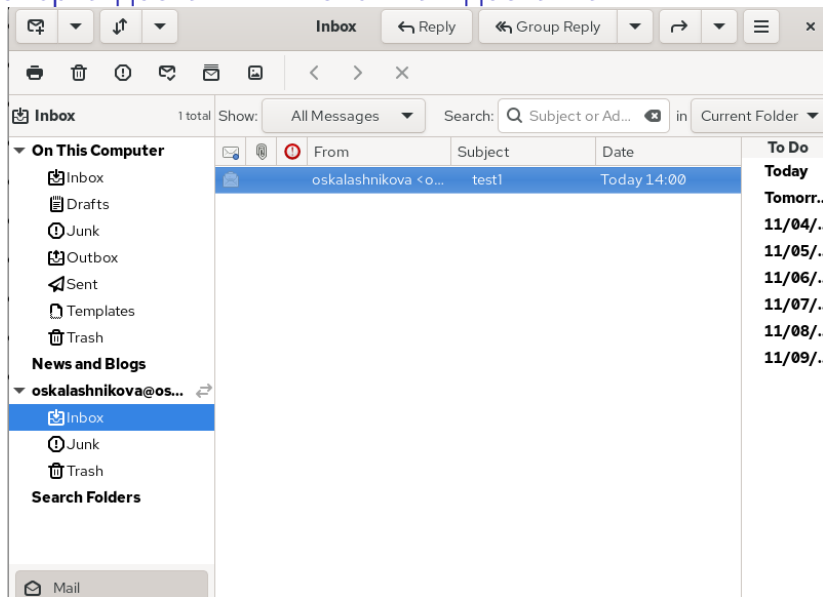 Inbox Reply Group Reply
Inbox 1 total Show: All Messages Search: Subject or Ad... in Current Folder
On This Computer From Subject Date To Do
Inbox oskalashnikova <o... test1 Today 14:00 Today
Drafts Tomorr..
Junk 11/04/..
Outbox 11/05/..
Sent 11/06/..
Templates 11/07/..
Trash 11/08/..
News and Blogs 11/09/..
oskalashnikova@os...
Inbox
Junk
Trash
Search Folders
Mail